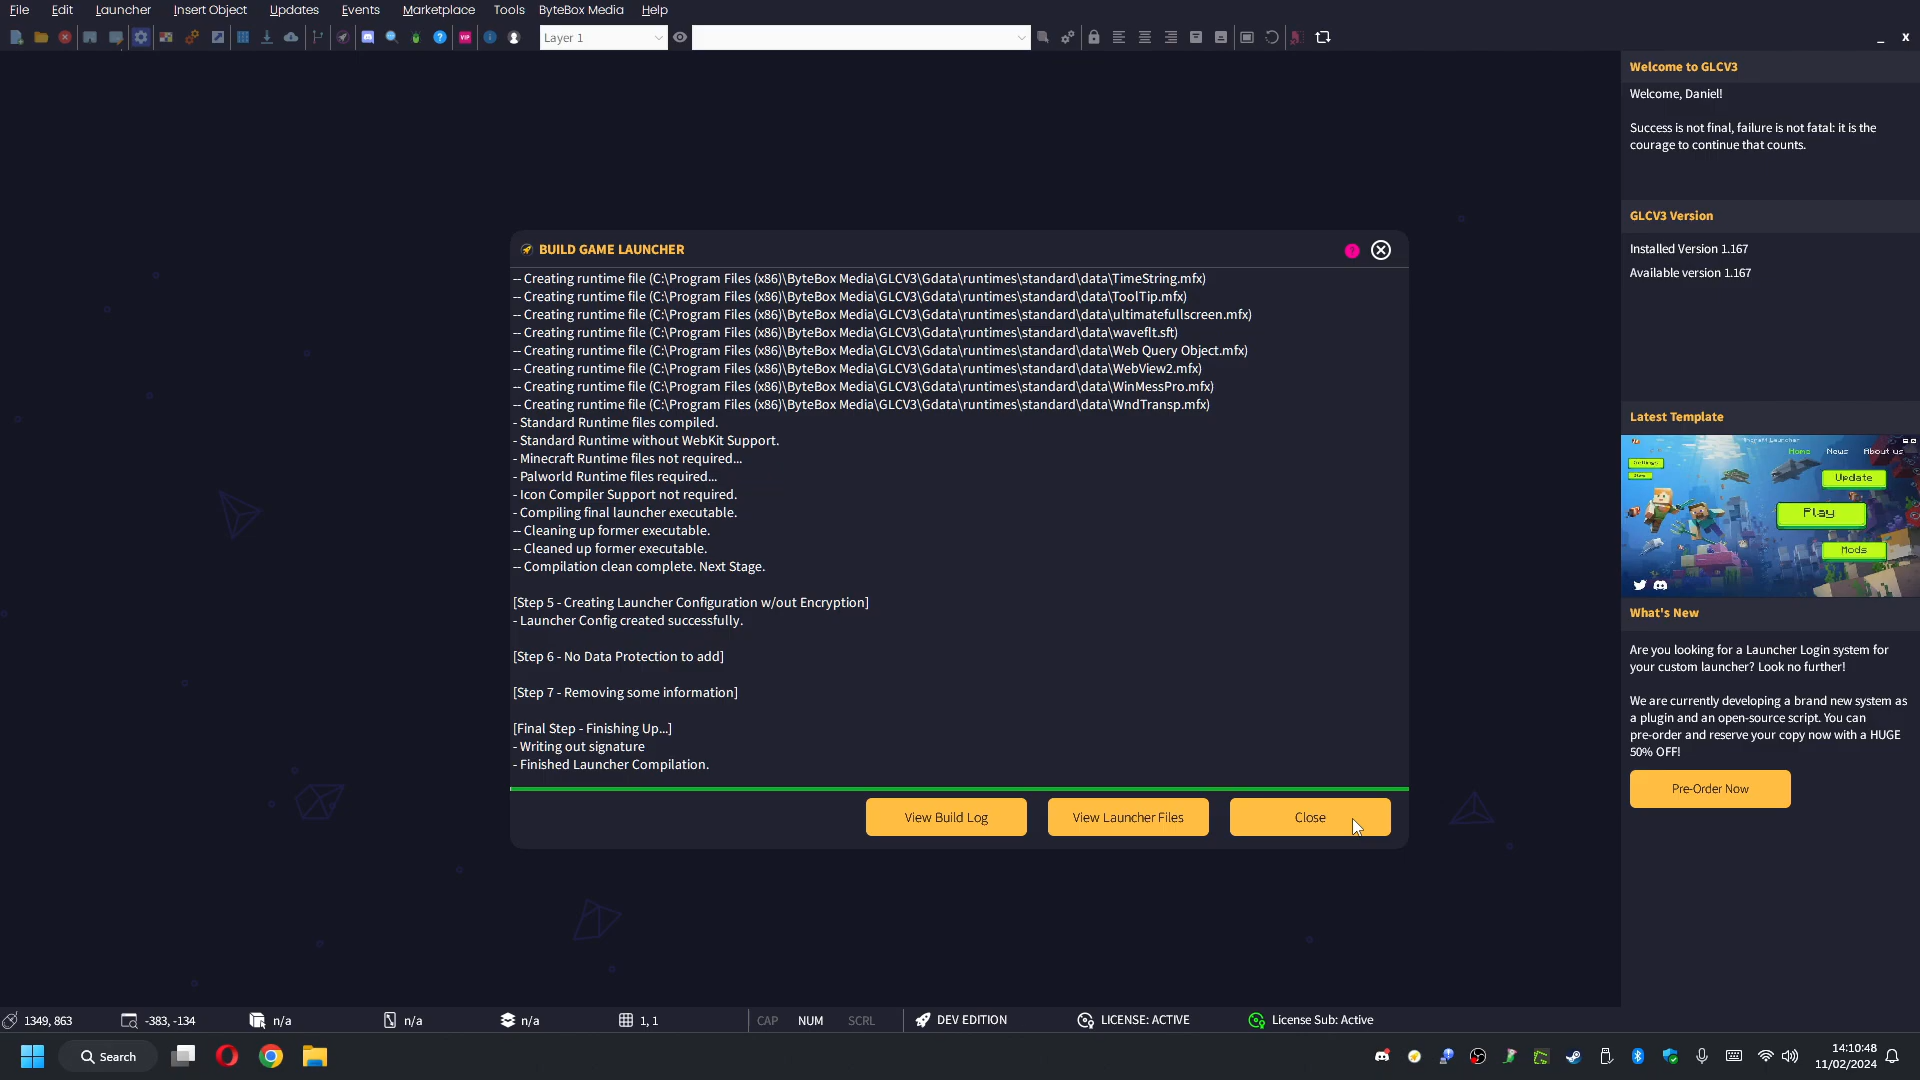 File Edit Launcher Insert Object Updates Events Marketplace Tools ByteBox Media Help
VIP Layer 1
_ x
BUILD GAME LAUNCHER
?
-- Creating runtime file (C:\Program Files (x86)\ByteBox Media\GLCV3\Gdata\runtimes\standard\data\TimeString.mfx)
-- Creating runtime file (C:\Program Files (x86)\ByteBox Media\GLCV3\Gdata\runtimes\standard\data\ToolTip.mfx)
-- Creating runtime file (C:\Program Files (x86)\ByteBox Media\GLCV3\Gdata\runtimes\standard\data\ultimatefullscreen.mfx)
-- Creating runtime file (C:\Program Files (x86)\ByteBox Media\GLCV3\Gdata\runtimes\standard\data\waveflt.sft)
-- Creating runtime file (C:\Program Files (x86)\ByteBox Media\GLCV3\Gdata\runtimes\standard\data\Web Query Object.mfx)
-- Creating runtime file (C:\Program Files (x86)\ByteBox Media\GLCV3\Gdata\runtimes\standard\data\WebView2.mfx)
-- Creating runtime file (C:\Program Files (x86)\ByteBox Media\GLCV3\Gdata\runtimes\standard\data\WinMessPro.mfx)
-- Creating runtime file (C:\Program Files (x86)\ByteBox Media\GLCV3\Gdata\runtimes\standard\data\WndTransp.mfx)
- Standard Runtime files compiled.
- Standard Runtime without WebKit Support.
- Minecraft Runtime files not required...
- Palworld Runtime files required...
- Icon Compiler Support not required.
- Compiling final launcher executable.
-- Cleaning up former executable.
-- Cleaned up former executable.
-- Compilation clean complete. Next Stage.
[Step 5 - Creating Launcher Configuration w/out Encryption]
- Launcher Config created successfully.
[Step 6 - No Data Protection to add]
[Step 7 - Removing some information]
[Final Step - Finishing Up...]
- Writing out signature
- Finished Launcher Compilation.
View Build Log View Launcher Files Close
Welcome to GLCV3
Welcome, Daniel!
Success is not final, failure is not fatal: it is the
courage to continue that counts.
GLCV3 Version
Installed Version 1.167
Available version 1.167
Latest Template
Home News About us
Update
Play
Mods
What's New
Are you looking for a Launcher Login system for
your custom launcher? Look no further!
We are currently developing a brand new system as
a plugin and an open-source script. You can
pre-order and reserve your copy now with a HUGE
50% OFF!
Pre-Order Now
1349, 863 -383, -134 n/a n/a n/a 1, 1 CAP NUM SCRL DEV EDITION LICENSE: ACTIVE License Sub: Active
Search
14:10:48
11/02/2024